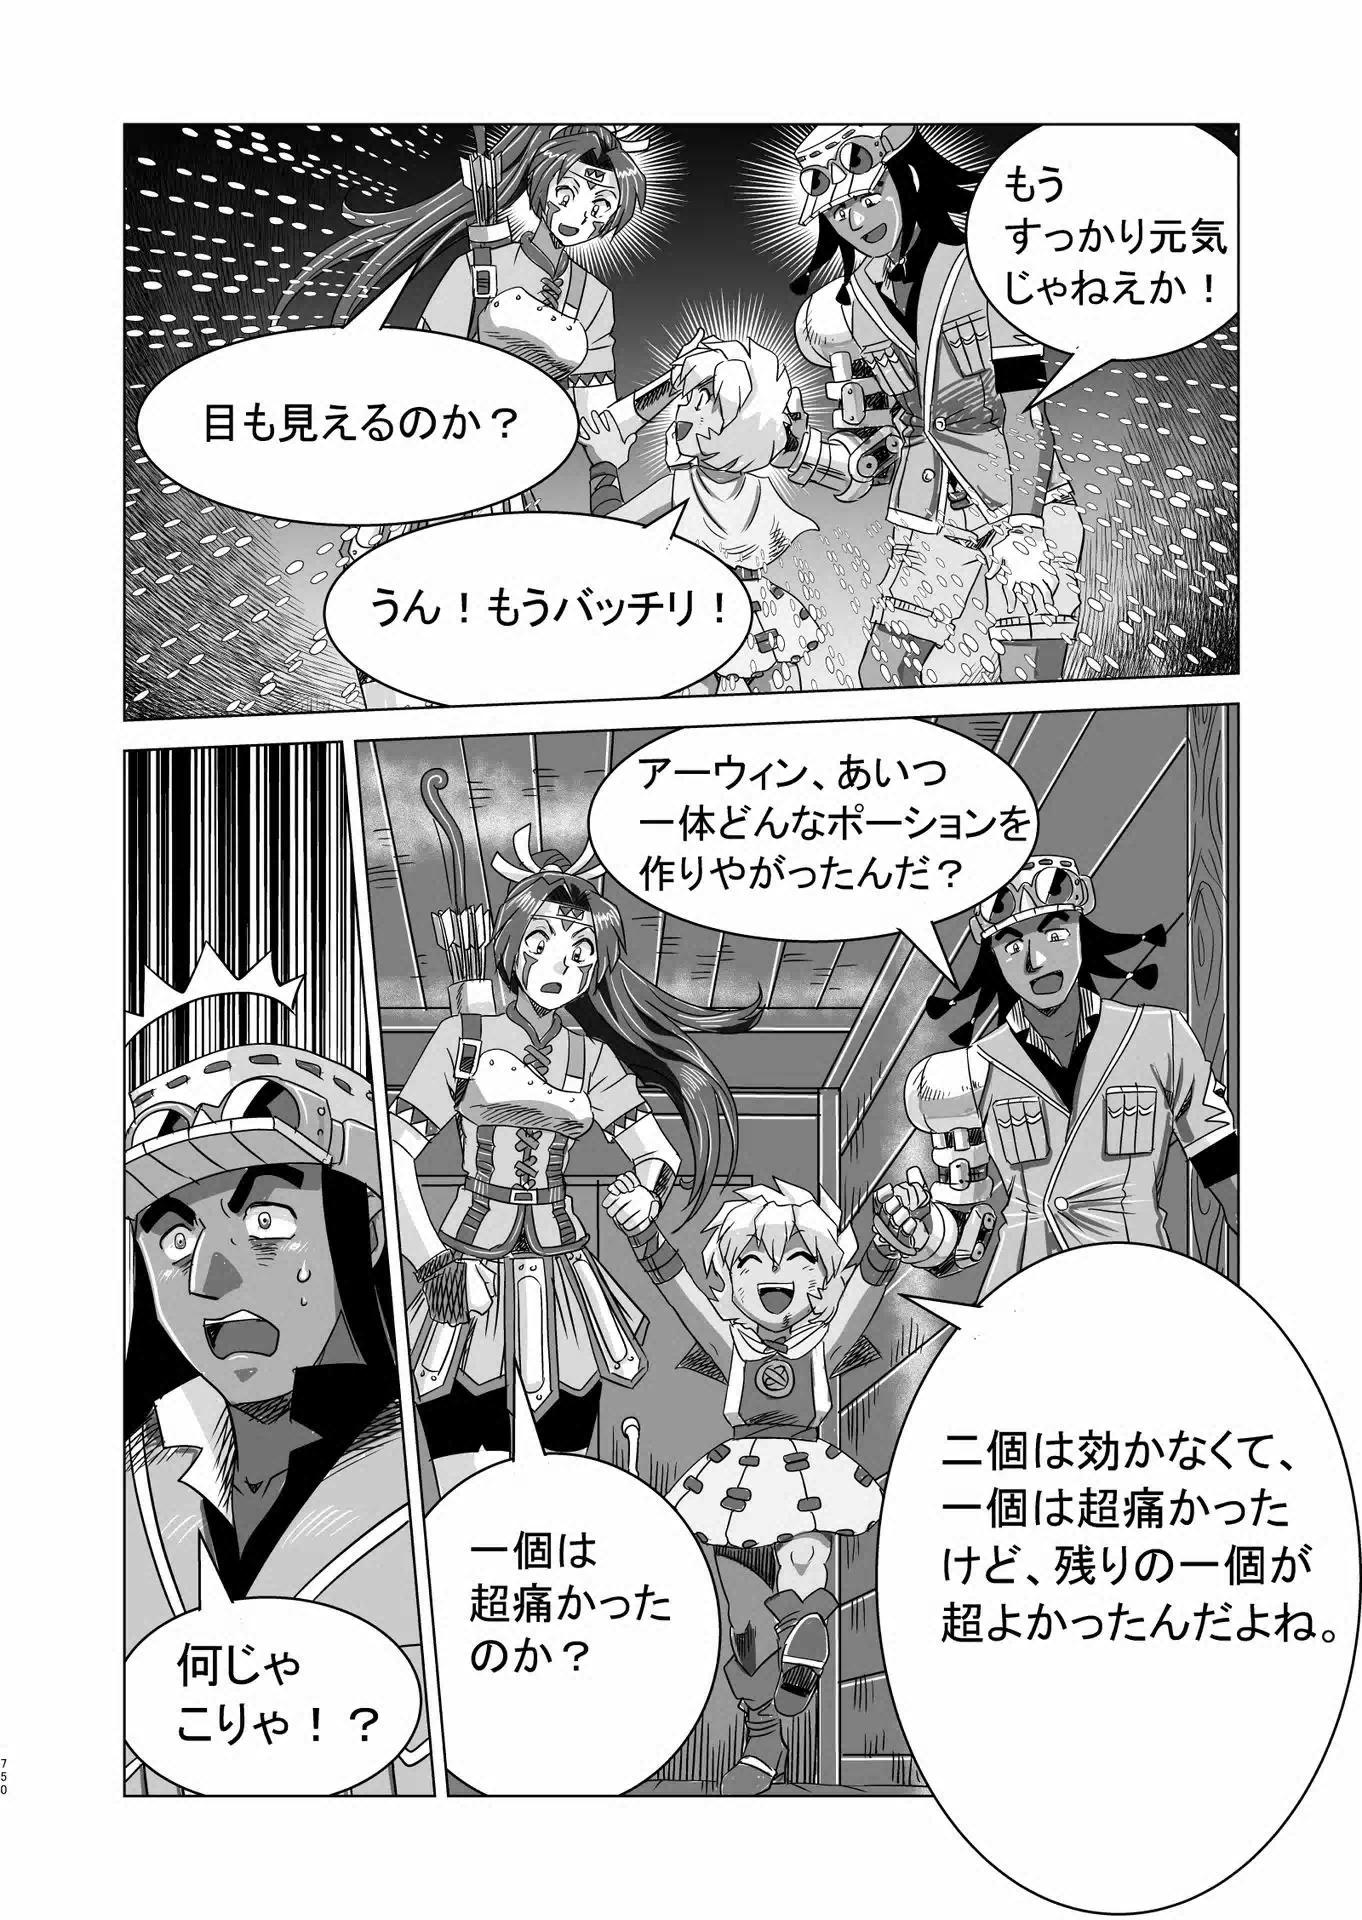 もう
すっかり元気
じゃねえか！
目も見えるのか？
うん！もうバッチリ！
アーウィン、あいつ
一体どんなポーションを
作りやがったんだ？
二個は効かなくて、
一個は超痛かった
けど、残りの一個が
超よかったんだよね。
一個は
超痛かった
のか？
何じゃ
こりゃ！？
750